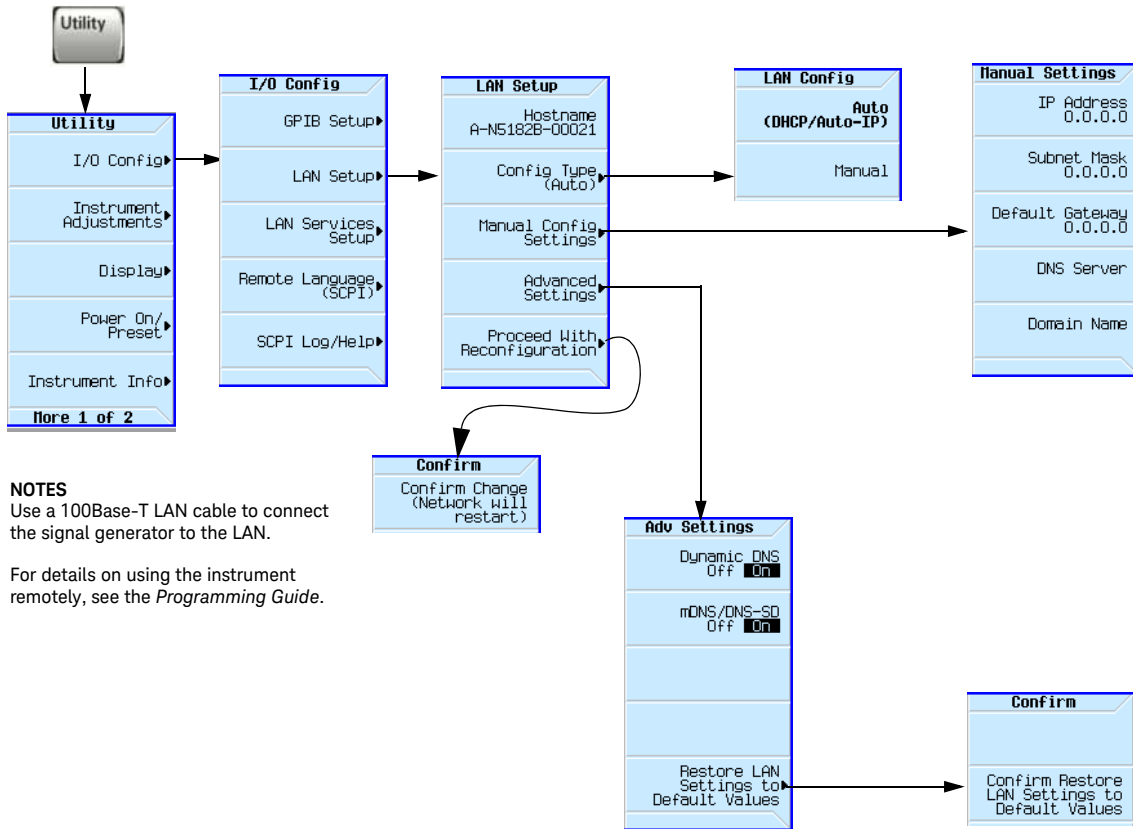 Utility
Utility
I/O Config
Instrument
Adjustments
Display
Power On/
Preset
Instrument Info
More 1 of 2
I/O Config
GPIB Setup
LAN Setup
LAN Services
Setup
Remote Language
(SCPI)
SCPI Log/Help
LAN Setup
Hostname
A-N5182B-00021
Config Type
(Auto)
Manual Config
Settings
Advanced
Settings
Proceed With
Reconfiguration
LAN Config
Auto
(DHCP/Auto-IP)
Manual
Manual Settings
IP Address
0.0.0.0
Subnet Mask
0.0.0.0
Default Gateway
0.0.0.0
DNS Server
Domain Name
Confirm
Confirm Change
(Network will
restart)
NOTES
Use a 100Base-T LAN cable to connect
the signal generator to the LAN.
For details on using the instrument
remotely, see the Programming Guide.
Adv Settings
Dynamic DNS
Off On
mDNS/DNS-SD
Off On
Restore LAN
Settings to
Default Values
Confirm
Confirm Restore
LAN Settings to
Default Values